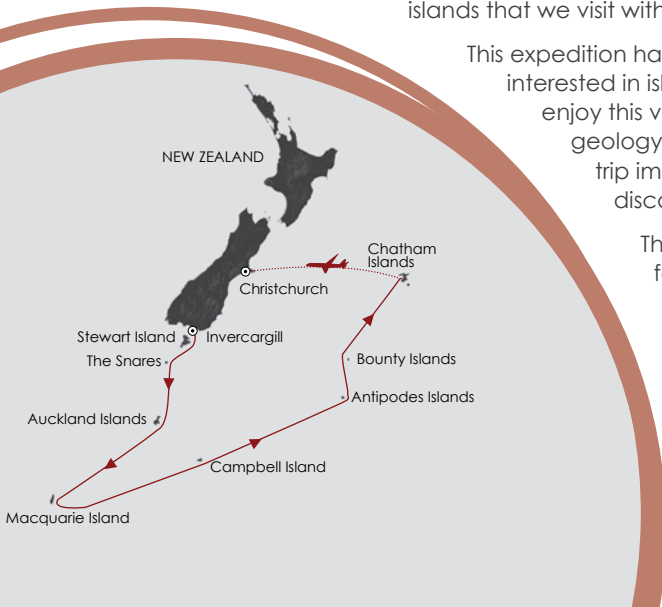 islands that we visit with
This expedition ha
interested in isl
enjoy this v
geology
trip im
disco
Th
f
NEW ZEALAND
Chatham
Islands
Christchurch
Stewart Island
Invercargill
The Snares
Bounty Islands
Antipodes Islands
Auckland Islands
Campbell Island
Macquarie Island